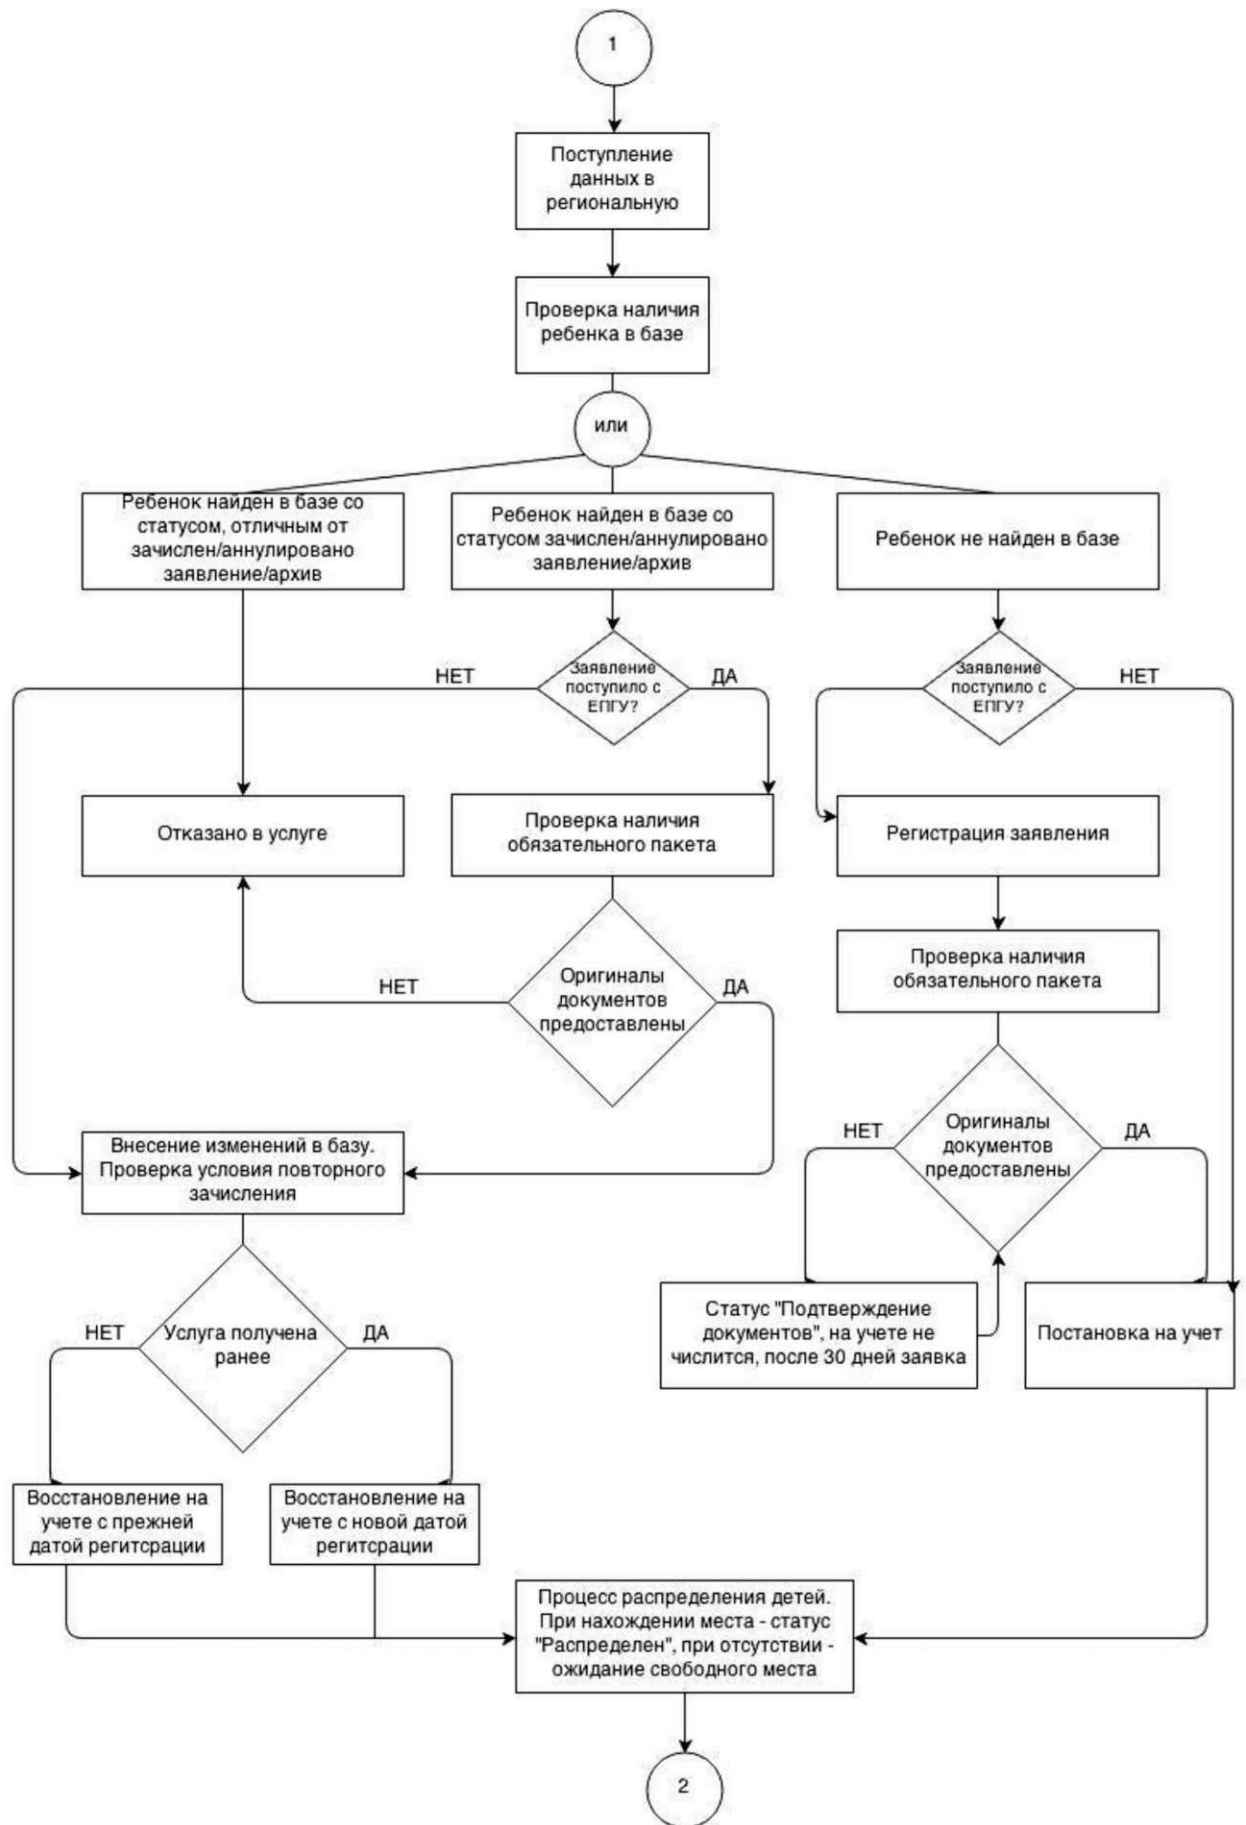 1
Поступление
данных в
региональную
Проверка наличия
ребенка в базе
или
Ребенок найден в базе со
статусом, отличным от
зачислен/аннулировано
заявление/архив
Ребенок найден в базе со
статусом зачислен/аннулировано
заявление/архив
Ребенок не найден в базе
НЕТ
Заявление
поступило с
ЕПГУ?
ДА
Заявление
поступило с
ЕПГУ?
НЕТ
Отказано в услуге
Проверка наличия
обязательного пакета
Регистрация заявления
Проверка наличия
обязательного пакета
НЕТ
Оригиналы
документов
предоставлены
ДА
НЕТ
Оригиналы
документов
предоставлены
ДА
Внесение изменений в базу.
Проверка условия повторного
зачисления
НЕТ
Услуга получена
ранее
ДА
Статус "Подтверждение
документов", на учете не
числится, после 30 дней заявка
Постановка на учет
Восстановление на
учете с прежней
датой регитсрации
Восстановление на
учете с новой датой
регитсрации
Процесс распределения детей.
При нахождении места - статус
"Распределен", при отсутствии -
ожидание свободного места
2